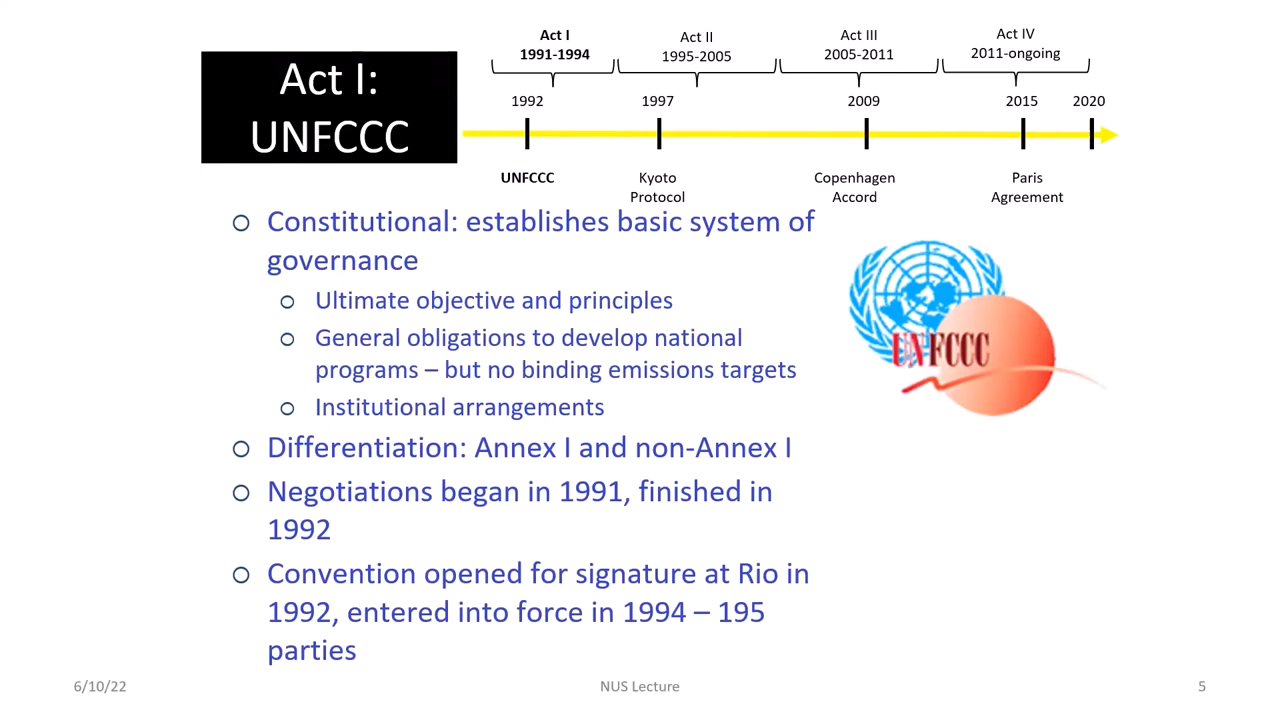 Act I:
UNFCCC
Act I
1991-1994
Act II
1995-2005
Act III
2005-2011
Act IV
2011-ongoing
1992
1997
2009
2015
2020
UNFCCC
Kyoto
Protocol
Copenhagen
Accord
Paris
Agreement
Constitutional: establishes basic system of
governance
Ultimate objective and principles
General obligations to develop national
programs – but no binding emissions targets
Institutional arrangements
Differentiation: Annex I and non-Annex I
Negotiations began in 1991, finished in
1992
Convention opened for signature at Rio in
1992, entered into force in 1994 – 195
parties
UNFCCC
6/10/22
NUS Lecture
5